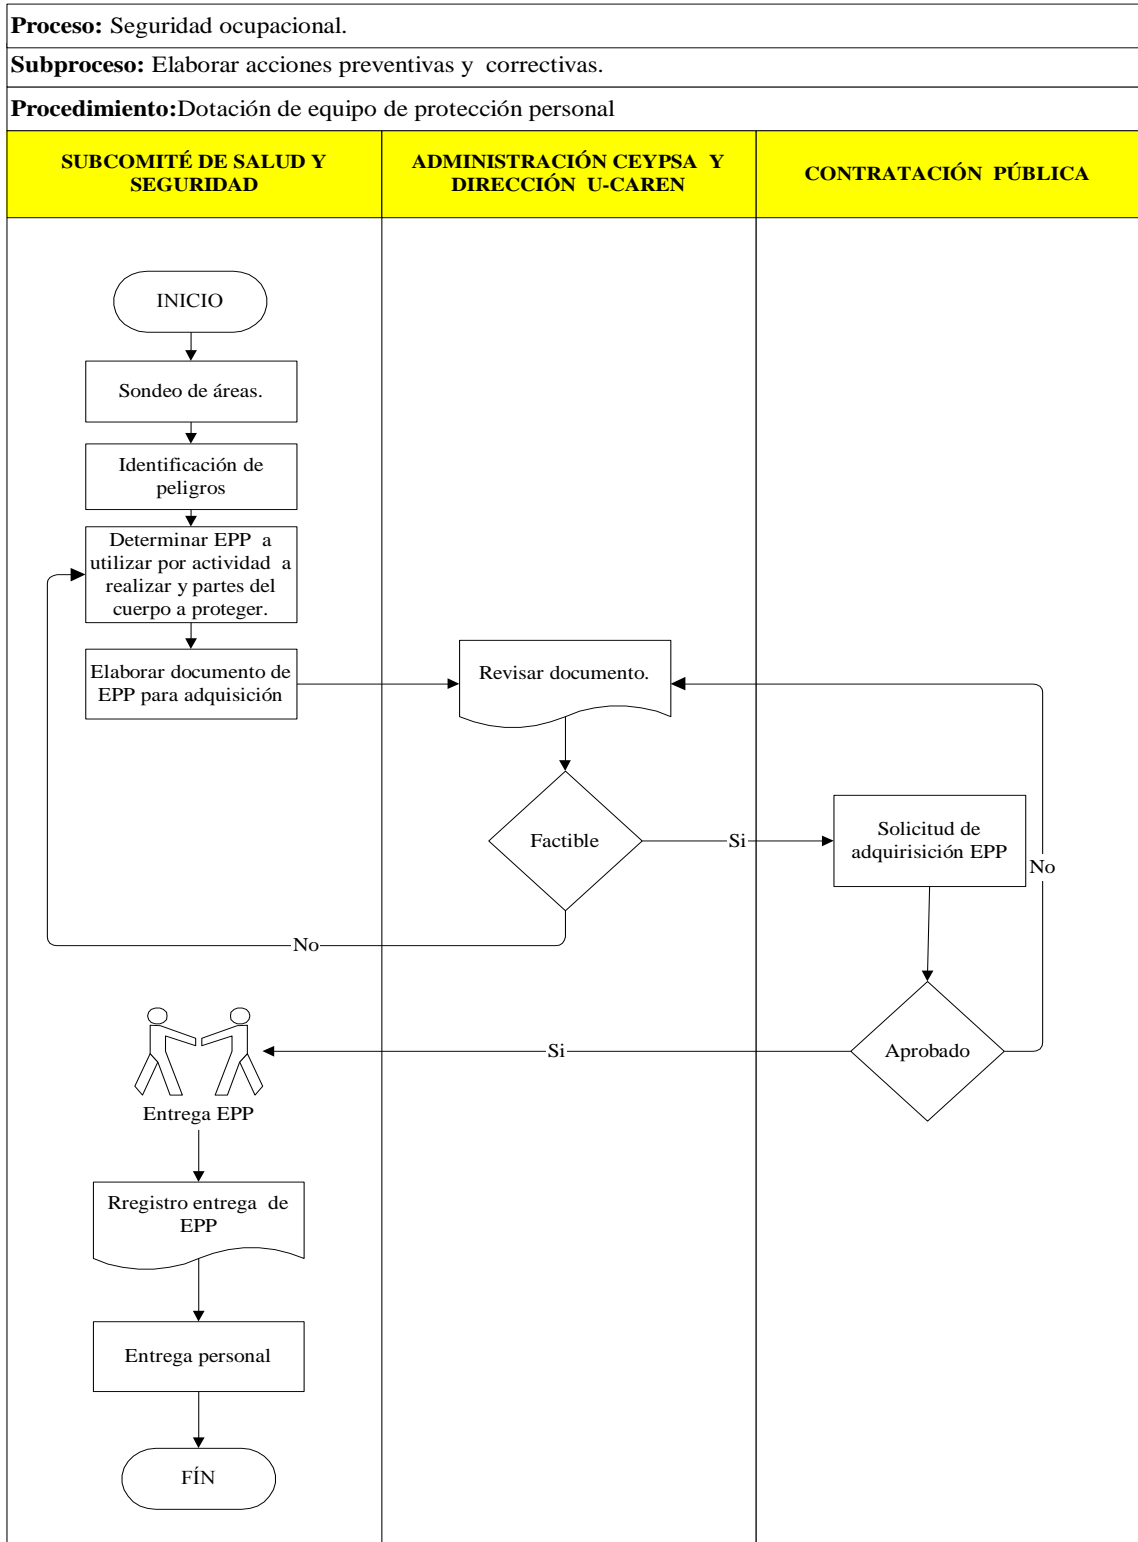 Proceso: Seguridad ocupacional.
Subproceso: Elaborar acciones preventivas y correctivas.
Procedimiento:Dotación de equipo de protección personal
SUBCOMITÉ DE SALUD Y
SEGURIDAD
ADMINISTRACIÓN CEYPSA Y
DIRECCIÓN U-CAREN
CONTRATACIÓN PÚBLICA
INICIO
Sondeo de áreas.
Identificación de
peligros
Determinar EPP a
utilizar por actividad a
realizar y partes del
cuerpo a proteger.
Elaborar documento de
EPP para adquisición
Revisar documento.
Factible
Si
Solicitud de
adquirisición EPP
No
No
Aprobado
Si
Entrega EPP
Rregistro entrega de
EPP
Entrega personal
FÍN